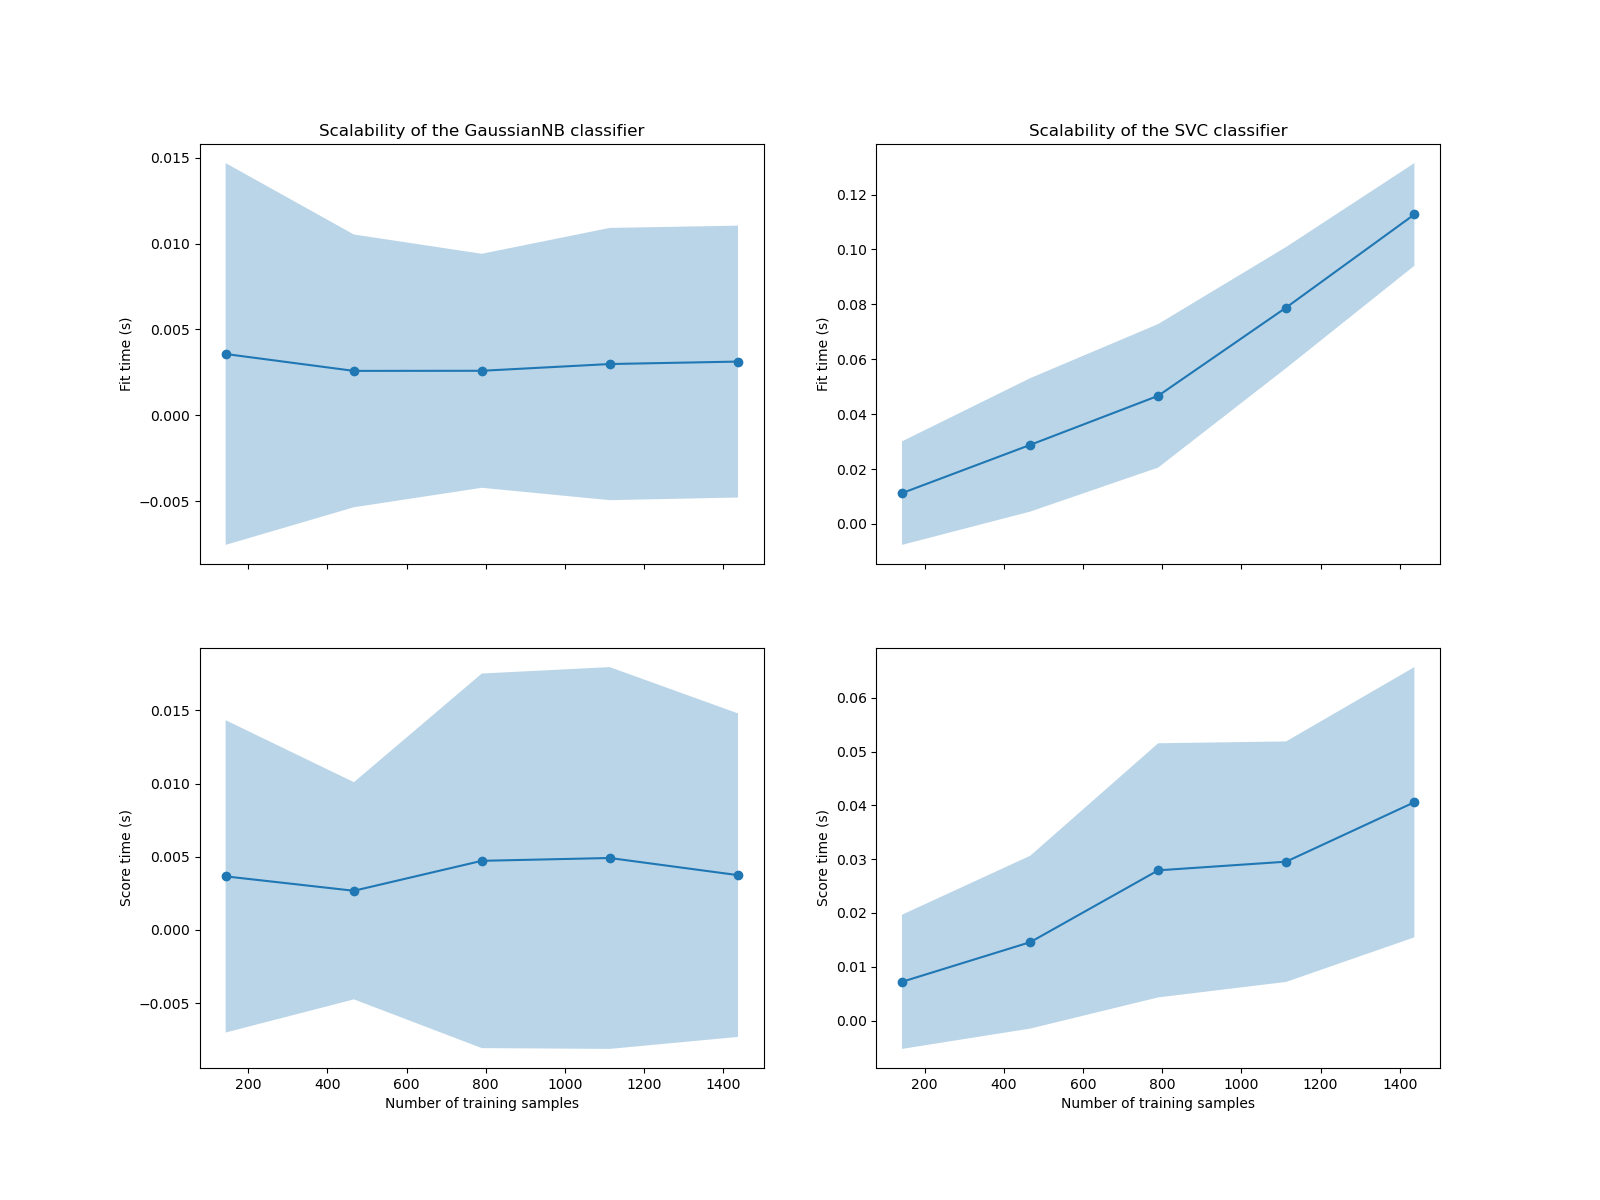 Scalability of the GaussianNB classifier
Scalability of the SVC classifier
0.015
0.010
0.005
0.000
−0.005
Fit time (s)
0.12
0.10
0.08
0.06
0.04
0.02
0.00
Fit time (s)
0.015
0.010
0.005
0.000
−0.005
Score time (s)
200 400 600 800 1000 1200 1400
Number of training samples
0.06
0.05
0.04
0.03
0.02
0.01
0.00
Score time (s)
200 400 600 800 1000 1200 1400
Number of training samples